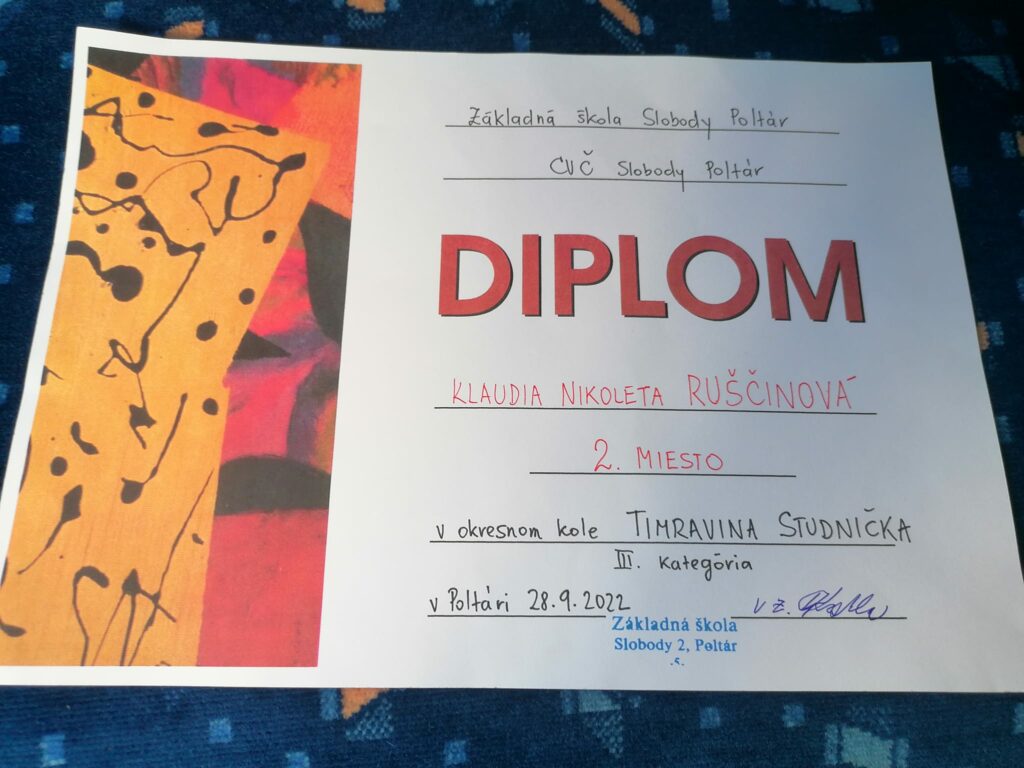 Základná škola Slobody Poltár
CVČ Slobody Poltár
DIPLOM
KLAUDIA NIKOLETA RUŠČINOVÁ
2. MIESTO
v okresnom kole TIMRAVINA STUDNIČKA
III. kategória
v Poltári 28.9.2022
v z.
Základná škola
Slobody 2, Poltár
.5.